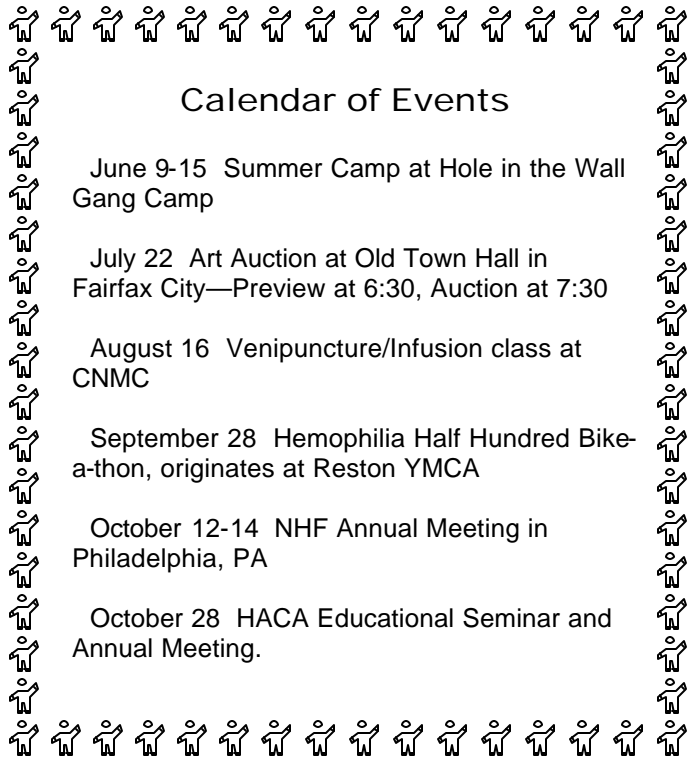 Calendar of Events
June 9-15 Summer Camp at Hole in the Wall
Gang Camp
July 22 Art Auction at Old Town Hall in
Fairfax City—Preview at 6:30, Auction at 7:30
August 16 Venipuncture/Infusion class at
CNMC
September 28 Hemophilia Half Hundred Bike-
a-thon, originates at Reston YMCA
October 12-14 NHF Annual Meeting in
Philadelphia, PA
October 28 HACA Educational Seminar and
Annual Meeting.